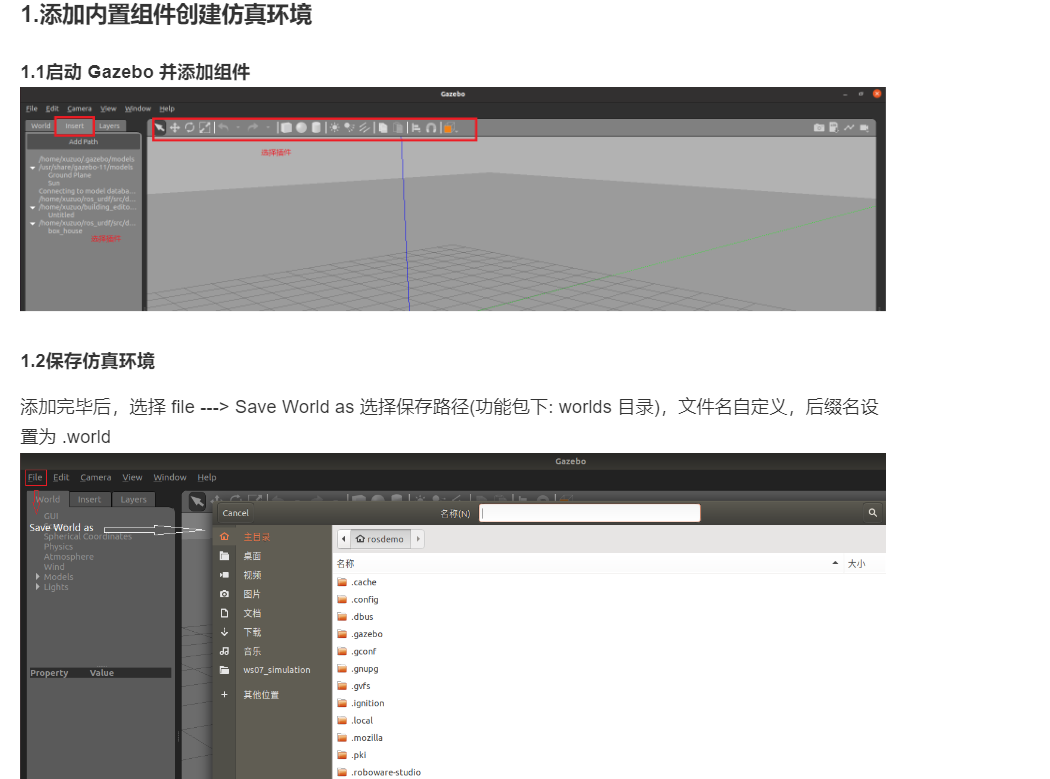 1.添加内置组件创建仿真环境
1.1启动 Gazebo 并添加组件
Gazebo
File Edit Camera View Window Help
World Insert Layers
选择插件
Add Path
/home/xuzuo/.gazebo/models
/usr/share/gazebo-11/models
Ground Plane
Sun
Connecting to model databa...
/home/xuzuo/ros_urdf/src/d...
/home/xuzuo/building_edito...
Untitled
/home/xuzuo/ros_urdf/src/d...
box_house
选择插件
1.2保存仿真环境
添加完毕后，选择 file ---> Save World as 选择保存路径(功能包下: worlds 目录)，文件名自定义，后缀名设
置为 .world
Gazebo
File Edit Camera View Window Help
World Insert Layers
GUI
Save World as
Spherical Coordinates
Physics
Atmosphere
Wind
Models
Lights
Property Value
Cancel 名称(N)
主目录
桌面
视频
图片
文档
下载
音乐
ws07_simulation
+ 其他位置
rosdemo
名称 大小
.cache
.config
.dbus
.gazebo
.gconf
.gnupg
.gvfs
.ignition
.local
.mozilla
.pki
.roboware-studio